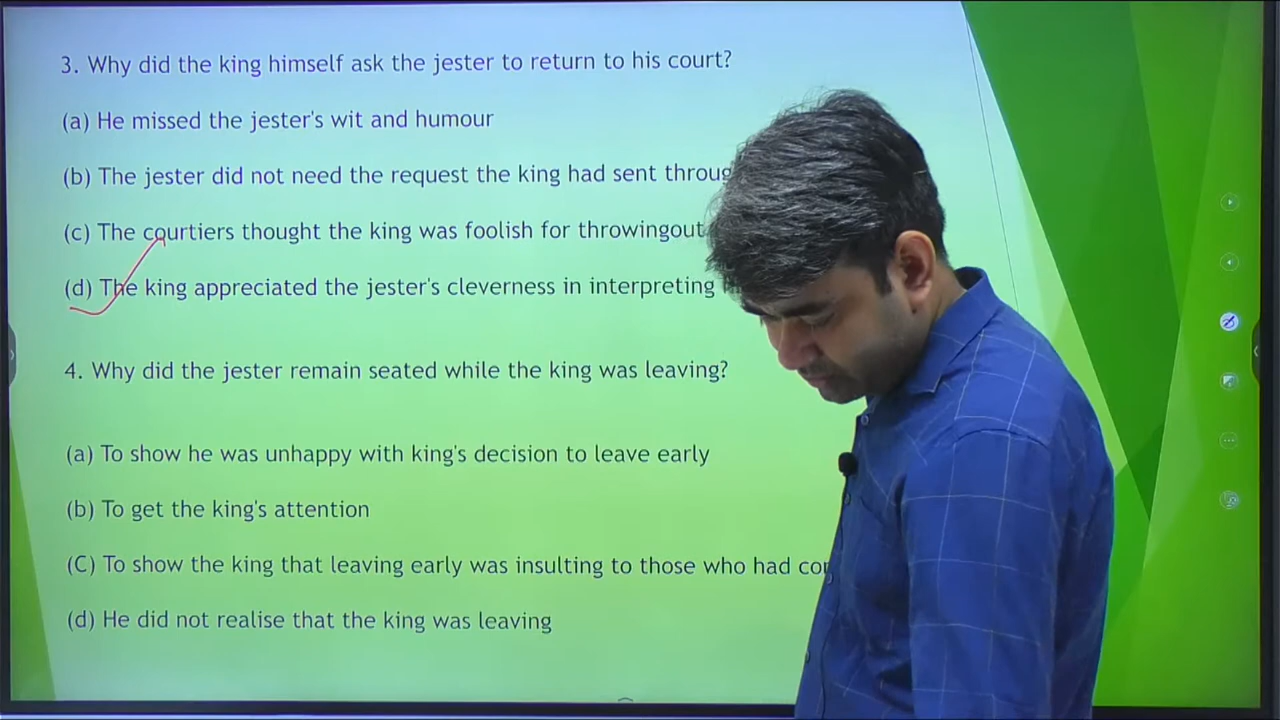 3. Why did the king himself ask the jester to return to his court?
(a) He missed the jester's wit and humour
(b) The jester did not need the request the king had sent
(c) The courtiers thought the king was foolish for throwingout
(d) The king appreciated the jester's cleverness in interpreting
4. Why did the jester remain seated while the king was leaving?
(a) To show he was unhappy with king's decision to leave early
(b) To get the king's attention
(C) To show the king that leaving early was insulting to those who had
(d) He did not realise that the king was leaving